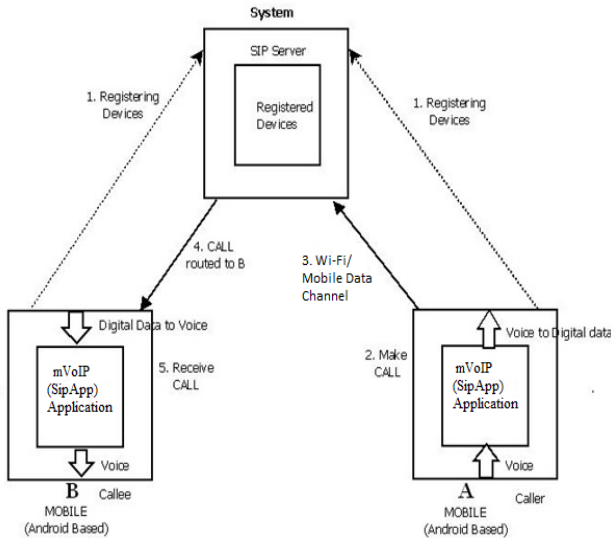 System
SIP Server
Registered
Devices
1. Registering
Devices
1. Registering
Devices
4. CALL
routed to B
3. Wi-Fi/
Mobile Data
Channel
Digital Data to Voice
mVoIP
(SipApp)
Application
5. Receive
CALL
Voice
B
Callee
MOBILE
(Android Based)
Voice to Digital data
2. Make
CALL
mVoIP
(SipApp)
Application
Voice
A
Caller
MOBILE
(Android Based)